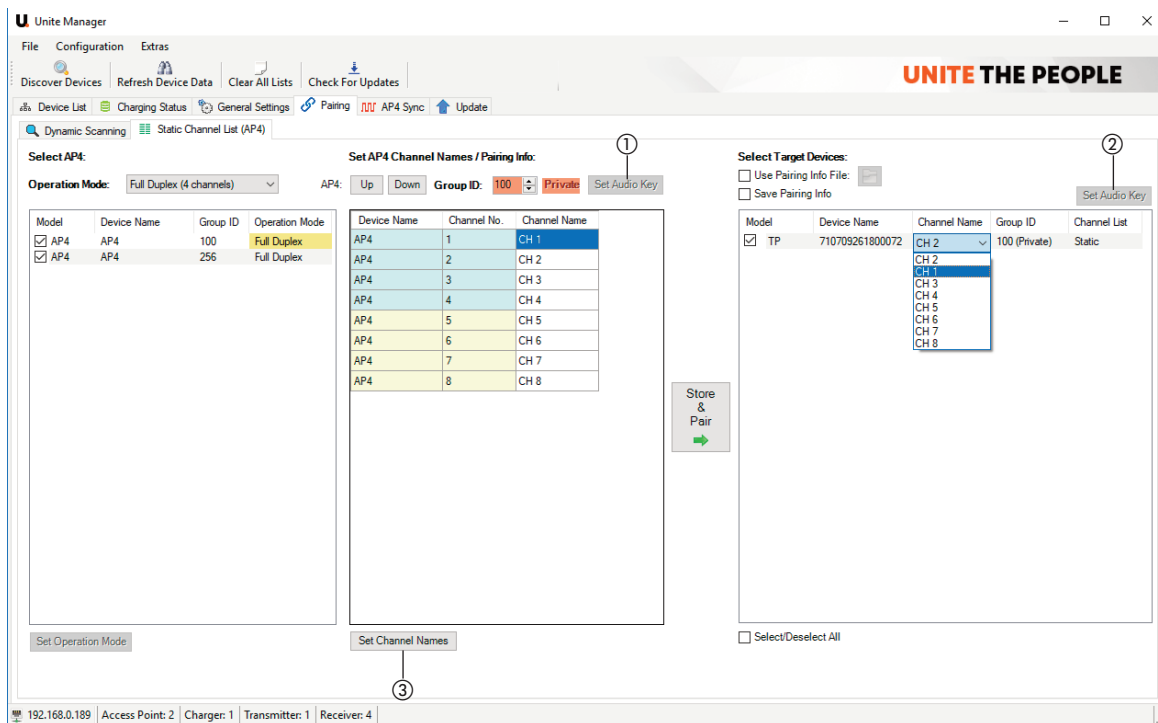 U Unite Manager
File Configuration Extras
Discover Devices Refresh Device Data Clear All Lists Check For Updates
UNITE THE PEOPLE
Device List Charging Status General Settings Pairing AP4 Sync Update
Dynamic Scanning Static Channel List (AP4)
1 2
Select AP4: Set AP4 Channel Names / Pairing Info: Select Target Devices:
Use Pairing Info File:
Operation Mode: Full Duplex (4 channels) AP4: Up Down Group ID: 100 Private Set Audio Key
Save Pairing Info Set Audio Key
Model Device Name Group ID Operation Mode
AP4 AP4 100 Full Duplex
AP4 AP4 256 Full Duplex
Device Name Channel No. Channel Name
AP4 1 CH 1
AP4 2 CH 2
AP4 3 CH 3
AP4 4 CH 4
AP4 5 CH 5
AP4 6 CH 6
AP4 7 CH 7
AP4 8 CH 8
Store
&
Pair
Model Device Name Channel Name Group ID Channel List
TP 710709261800072 CH 2 100 (Private) Static
CH 2
CH 1
CH 3
CH 4
CH 5
CH 6
CH 7
CH 8
Set Operation Mode Set Channel Names Select/Deselect All
3
192.168.0.189 Access Point: 2 Charger: 1 Transmitter: 1 Receiver: 4